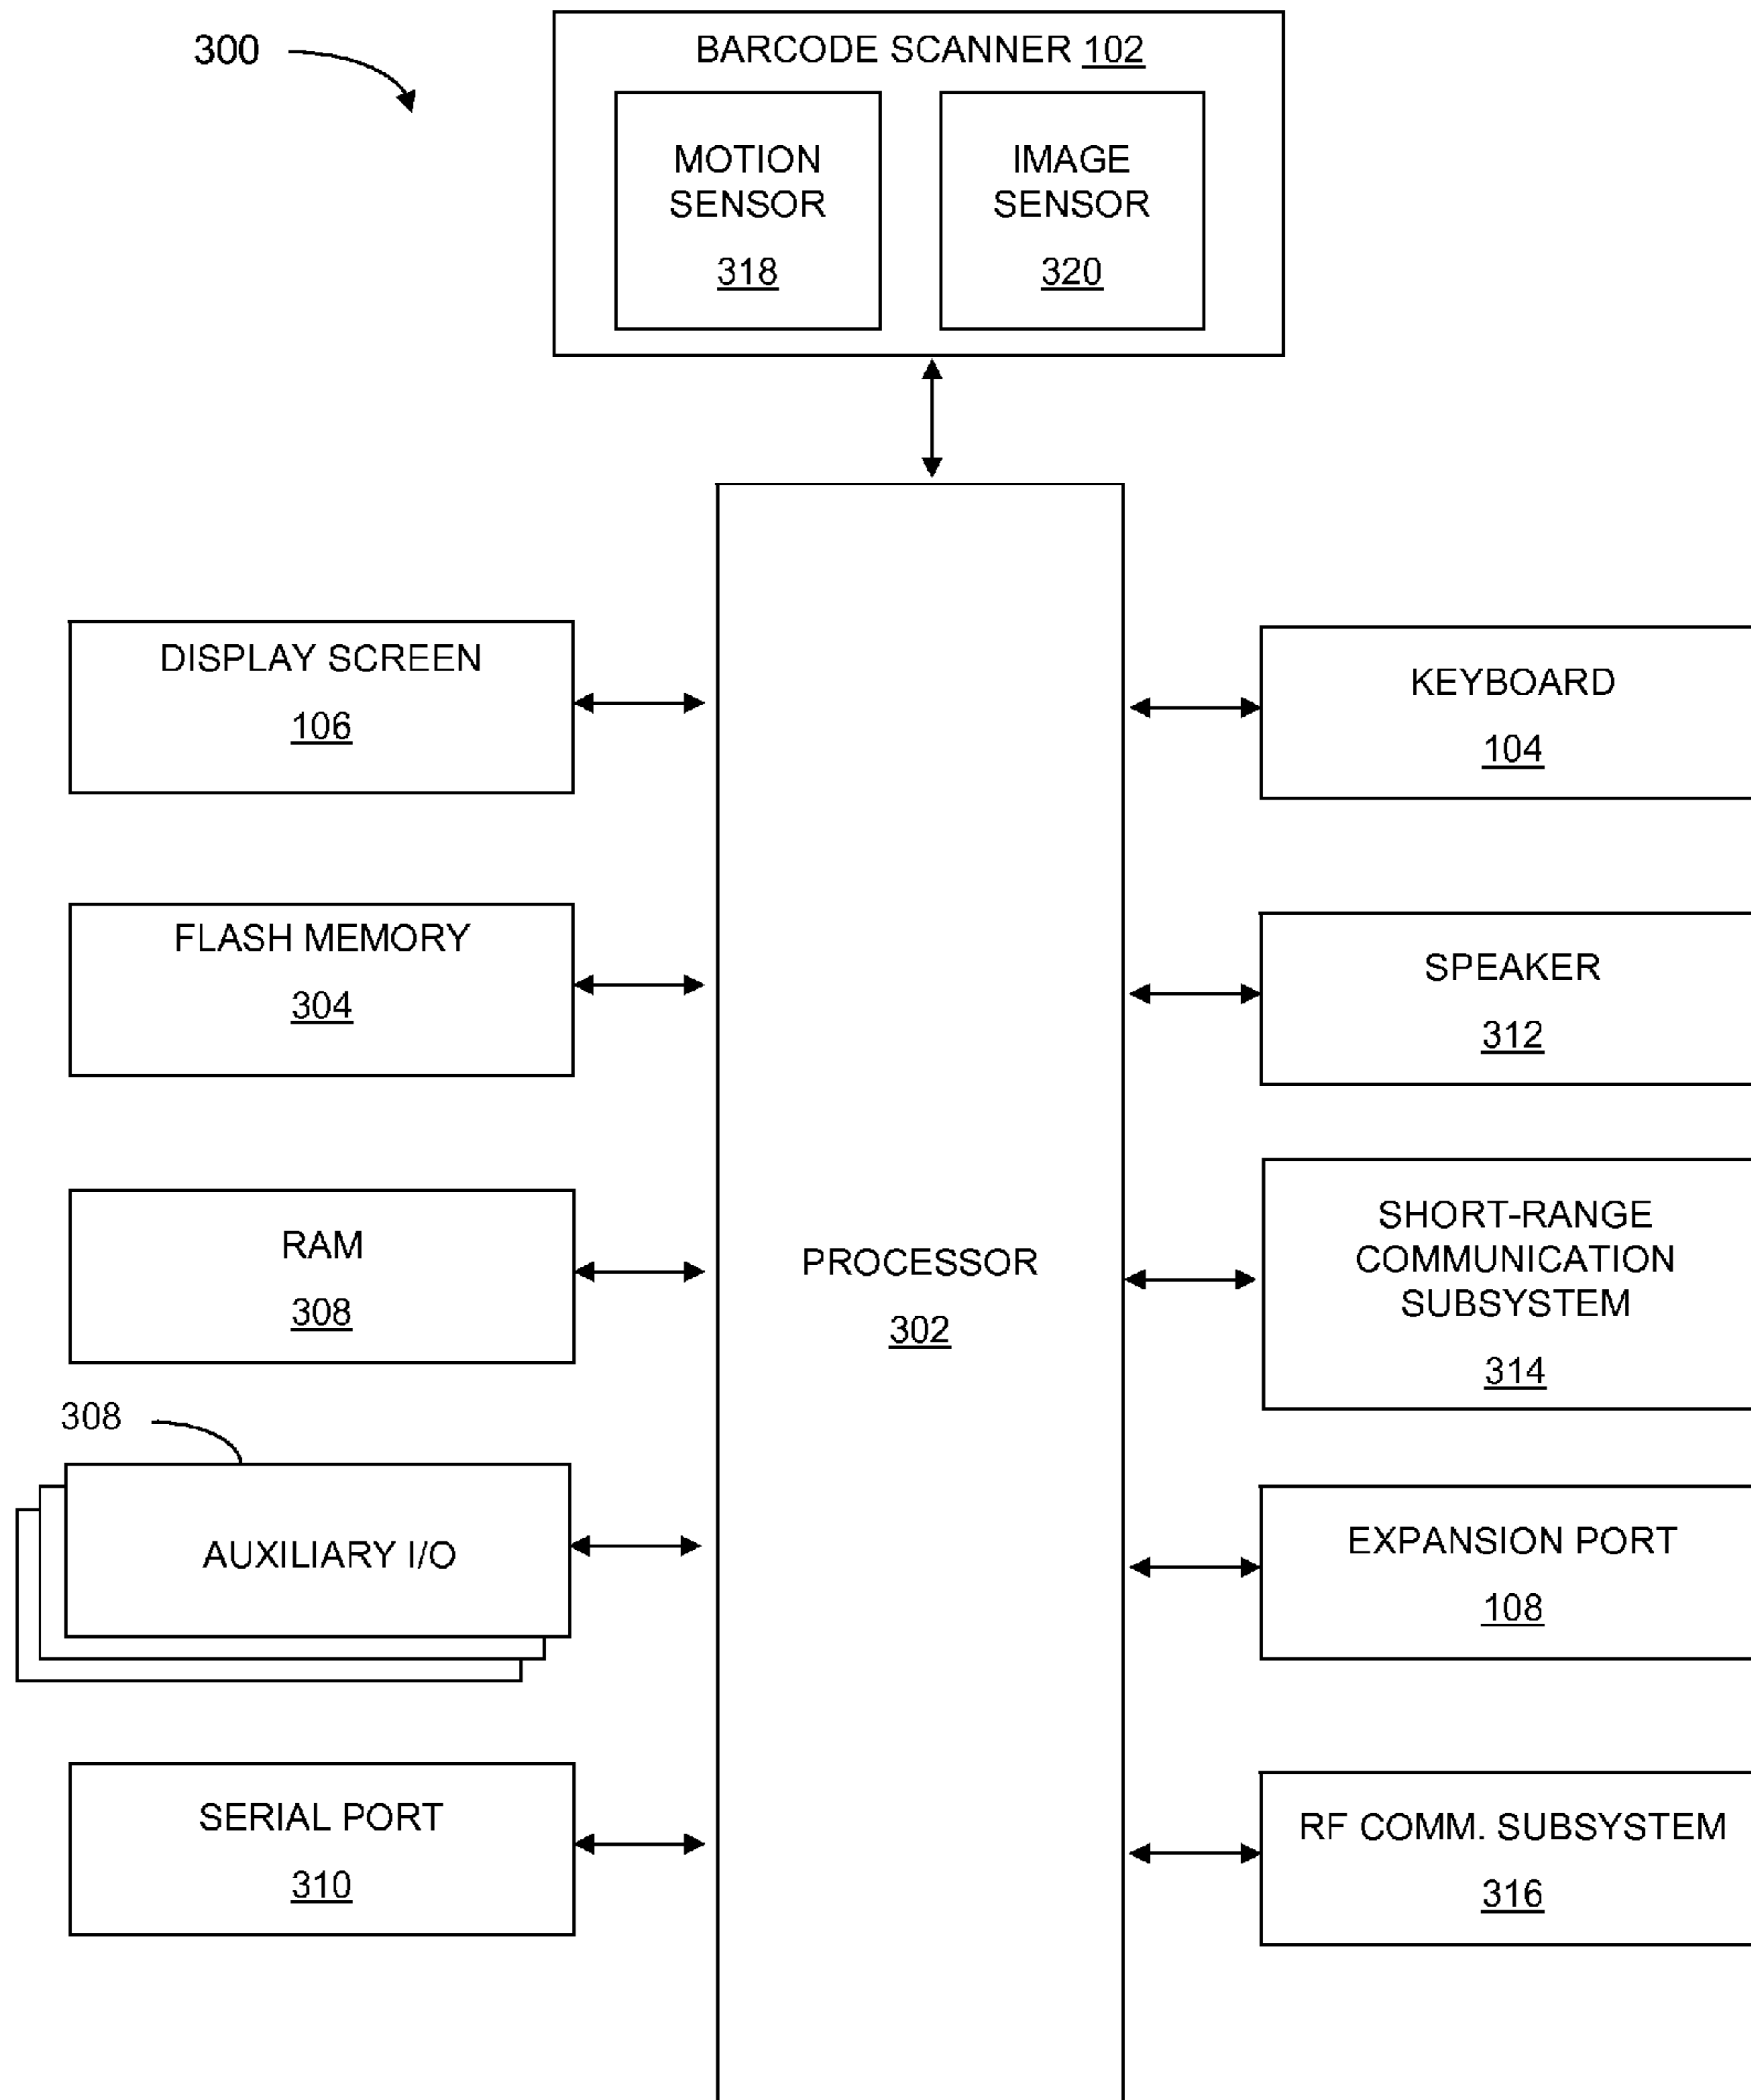 300
BARCODE SCANNER 102
MOTION
SENSOR
318
IMAGE
SENSOR
320
DISPLAY SCREEN
106
FLASH MEMORY
304
RAM
308
308
AUXILIARY I/O
SERIAL PORT
310
PROCESSOR
302
KEYBOARD
104
SPEAKER
312
SHORT-RANGE
COMMUNICATION
SUBSYSTEM
314
EXPANSION PORT
108
RF COMM. SUBSYSTEM
316